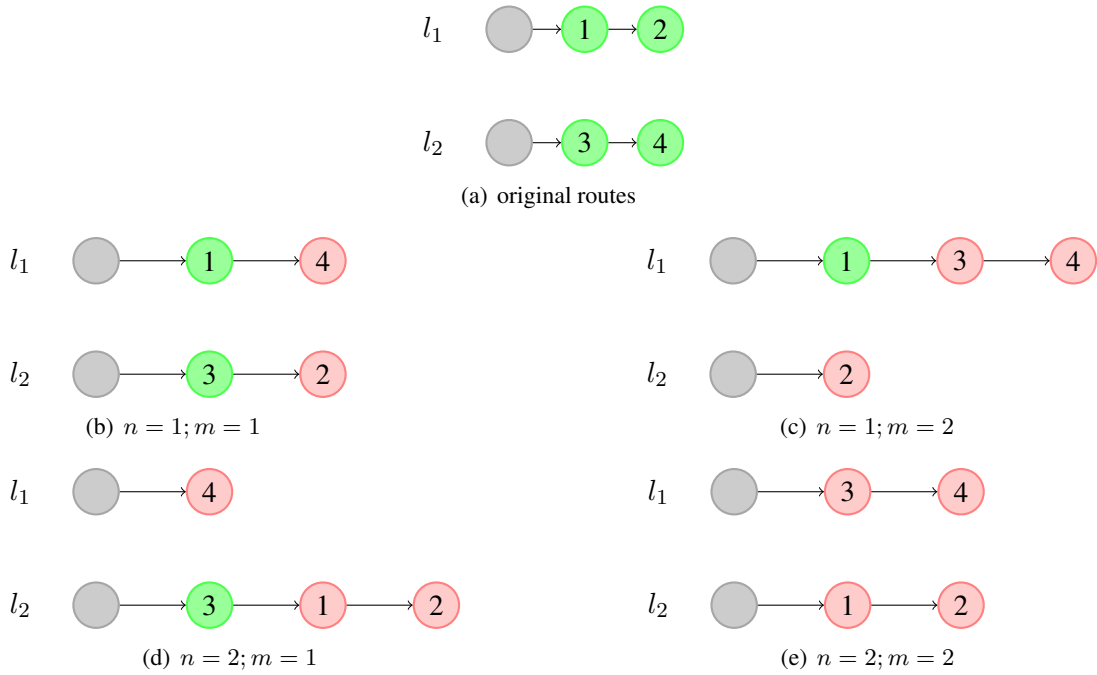 l₁ 1 2
l₂ 3 4
(a) original routes
l₁ 1 4
l₂ 3 2
(b) n = 1; m = 1
l₁ 1 3 4
l₂ 2
(c) n = 1; m = 2
l₁ 4
l₂ 3 1 2
(d) n = 2; m = 1
l₁ 3 4
l₂ 1 2
(e) n = 2; m = 2